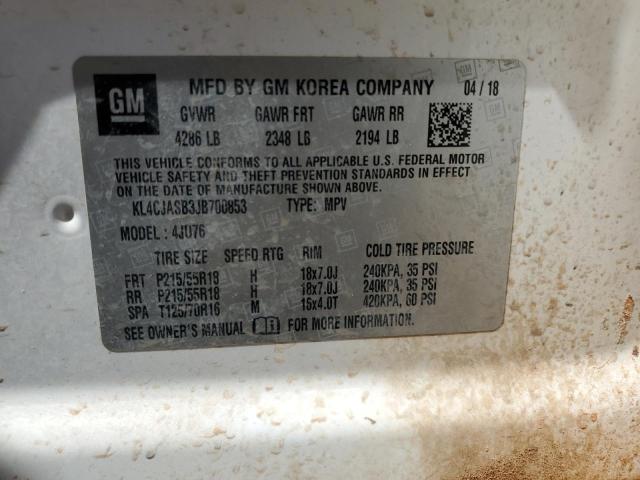 GM MFD BY GM KOREA COMPANY 04 / 18
GVWR GAWR FRT GAWR RR
4286 LB 2348 LB 2194 LB
THIS VEHICLE CONFORMS TO ALL APPLICABLE U.S. FEDERAL MOTOR
VEHICLE SAFETY AND THEFT PREVENTION STANDARDS IN EFFECT
ON THE DATE OF MANUFACTURE SHOWN ABOVE.
KL4CJASB3JB700853 TYPE: MPV
MODEL : 4JU76
TIRE SIZE SPEED RTG RIM COLD TIRE PRESSURE
FRT P215/55R18 H 18x7.0J 240KPA, 35 PSI
RR P215/55R18 H 18x7.0J 240KPA, 35 PSI
SPA T125/70R16 M 15x4.0T 420KPA, 60 PSI
SEE OWNER'S MANUAL FOR MORE INFORMATION.